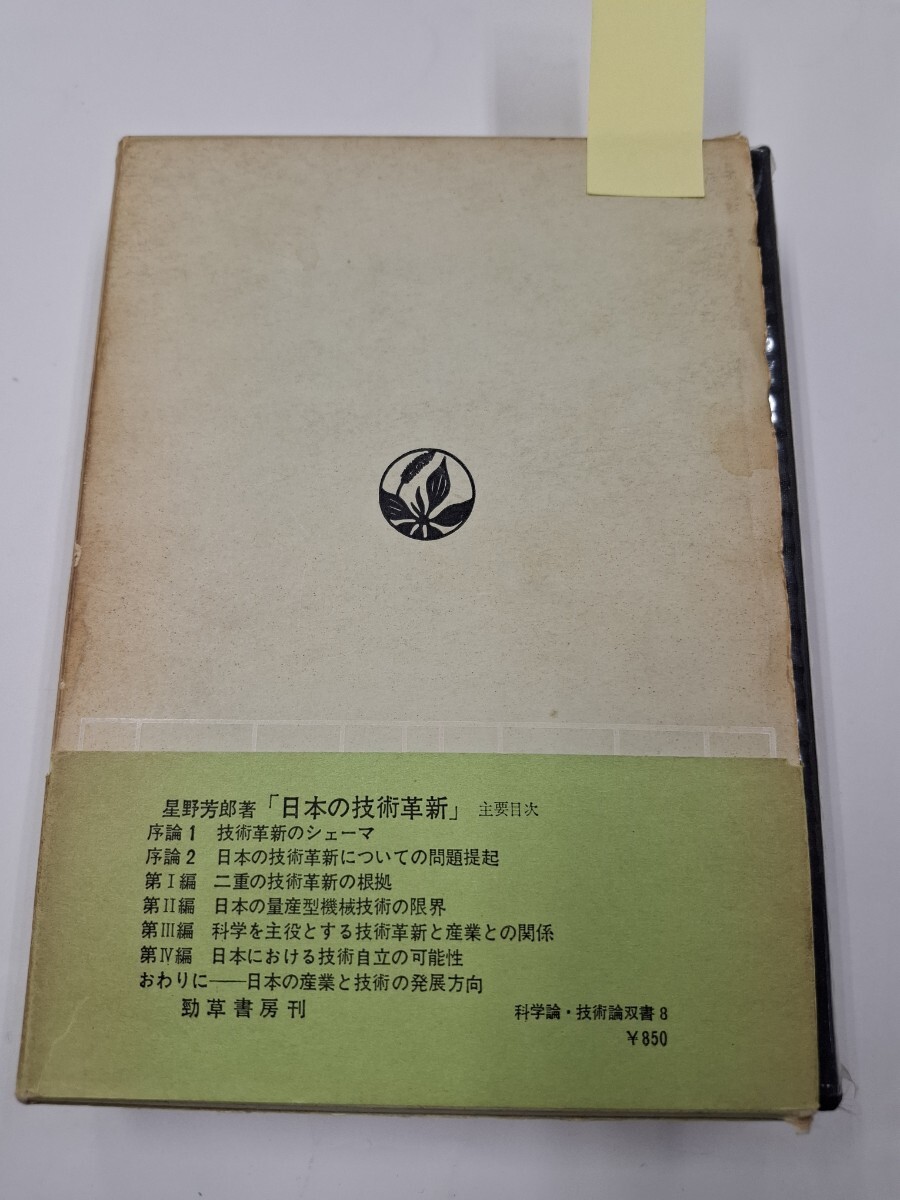 星野芳郎著「日本の技術革新」 主要目次
序論1 技術革新のシェーマ
序論2 日本の技術革新についての問題提起
第Ⅰ編 二重の技術革新の根拠
第Ⅱ編 日本の量産型機械技術の限界
第Ⅲ編 科学を主役とする技術革新と産業との関係
第Ⅳ編 日本における技術自立の可能性
おわりに――日本の産業と技術の発展方向
勁草書房刊 科学論・技術論双書8
¥850